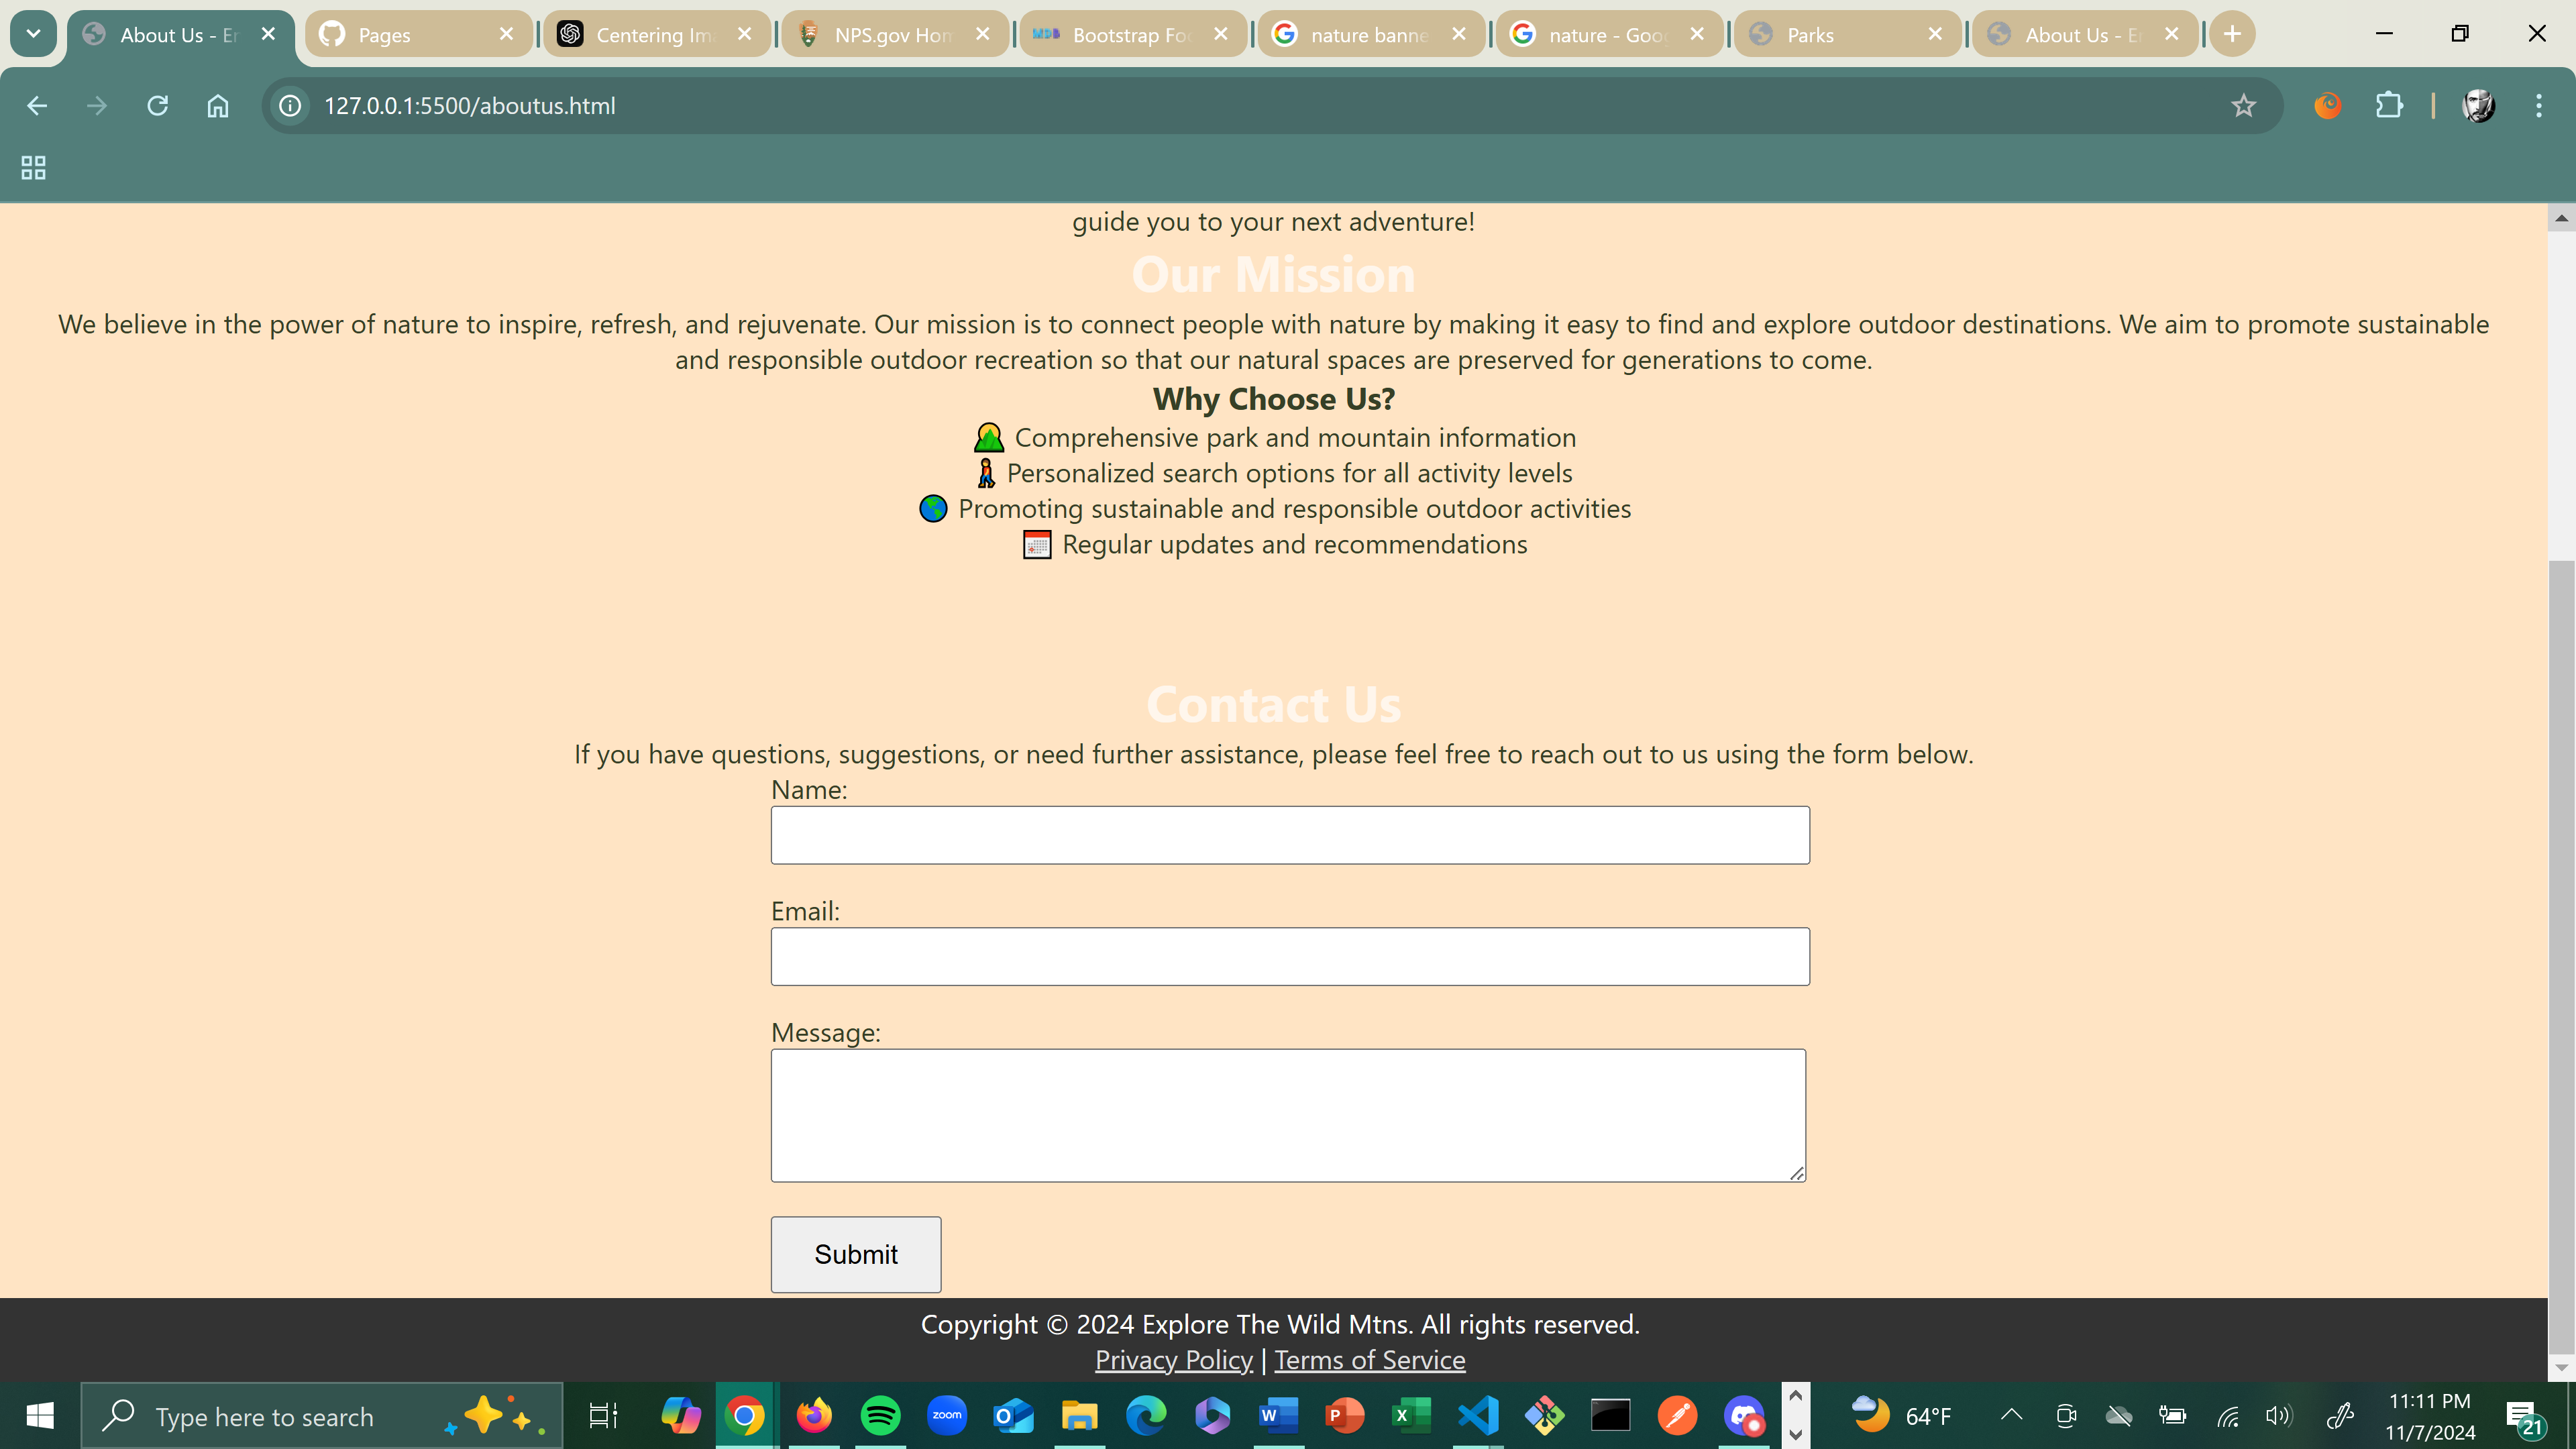 About Us - En
Pages
Centering Ima
NPS.gov Hom
Bootstrap Foo
nature banne
nature - Goog
Parks
About Us - En
127.0.0.1:5500/aboutus.html
guide you to your next adventure!
Our Mission
We believe in the power of nature to inspire, refresh, and rejuvenate. Our mission is to connect people with nature by making it easy to find and explore outdoor destinations. We aim to promote sustainable
and responsible outdoor recreation so that our natural spaces are preserved for generations to come.
Why Choose Us?
Comprehensive park and mountain information
Personalized search options for all activity levels
Promoting sustainable and responsible outdoor activities
Regular updates and recommendations
Contact Us
If you have questions, suggestions, or need further assistance, please feel free to reach out to us using the form below.
Name:
Email:
Message:
Submit
Copyright © 2024 Explore The Wild Mtns. All rights reserved.
Privacy Policy | Terms of Service
Type here to search
zoom
64°F
11:11 PM
11/7/2024
21